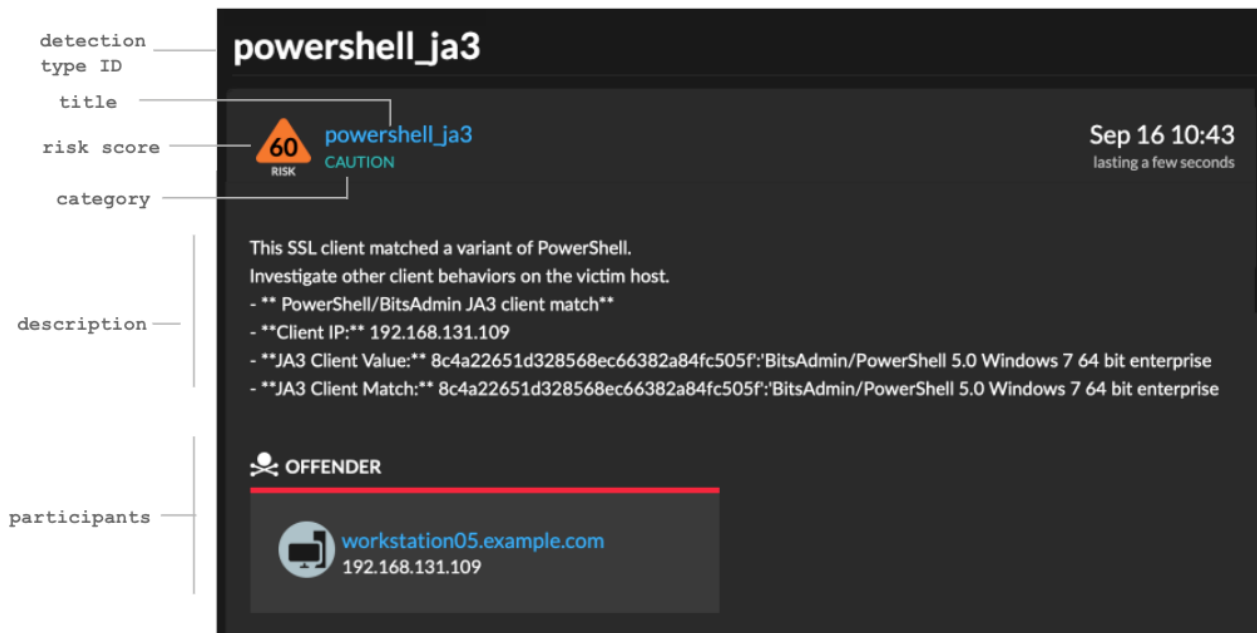 detection
type ID
powershell_ja3
title
risk score
60
RISK
powershell_ja3
CAUTION
Sep 16 10:43
lasting a few seconds
category
description
This SSL client matched a variant of PowerShell.
Investigate other client behaviors on the victim host.
- ** PowerShell/BitsAdmin JA3 client match**
- **Client IP:** 192.168.131.109
- **JA3 Client Value:** 8c4a22651d328568ec66382a84fc505f':'BitsAdmin/PowerShell 5.0 Windows 7 64 bit enterprise
- **JA3 Client Match:** 8c4a22651d328568ec66382a84fc505f':'BitsAdmin/PowerShell 5.0 Windows 7 64 bit enterprise
participants
OFFENDER
workstation05.example.com
192.168.131.109